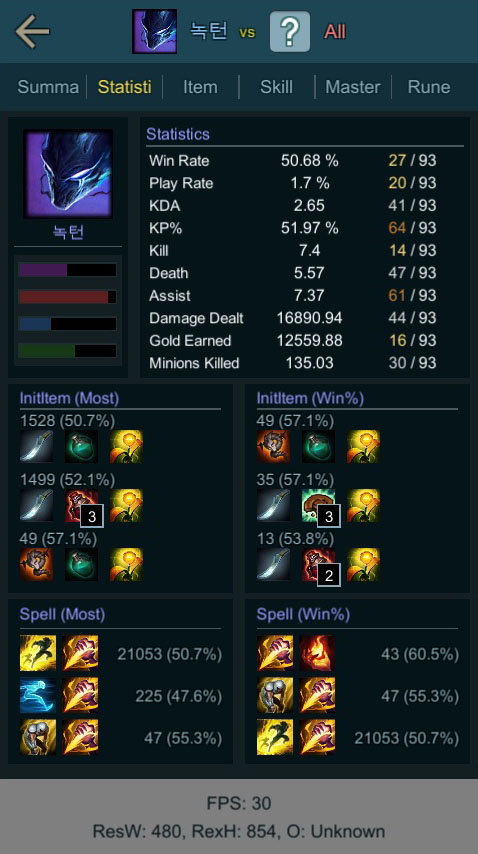 녹턴 vs ? All
Summa Statisti Item Skill Master Rune
녹턴
Statistics
Win Rate 50.68 % 27 / 93
Play Rate 1.7 % 20 / 93
KDA 2.65 41 / 93
KP% 51.97 % 64 / 93
Kill 7.4 14 / 93
Death 5.57 47 / 93
Assist 7.37 61 / 93
Damage Dealt 16890.94 44 / 93
Gold Earned 12559.88 16 / 93
Minions Killed 135.03 30 / 93
InitItem (Most)
1528 (50.7%)
1499 (52.1%)
3
49 (57.1%)
InitItem (Win%)
49 (57.1%)
35 (57.1%)
3
13 (53.8%)
2
Spell (Most)
21053 (50.7%)
225 (47.6%)
47 (55.3%)
Spell (Win%)
43 (60.5%)
47 (55.3%)
21053 (50.7%)
FPS: 30
ResW: 480, RexH: 854, O: Unknown